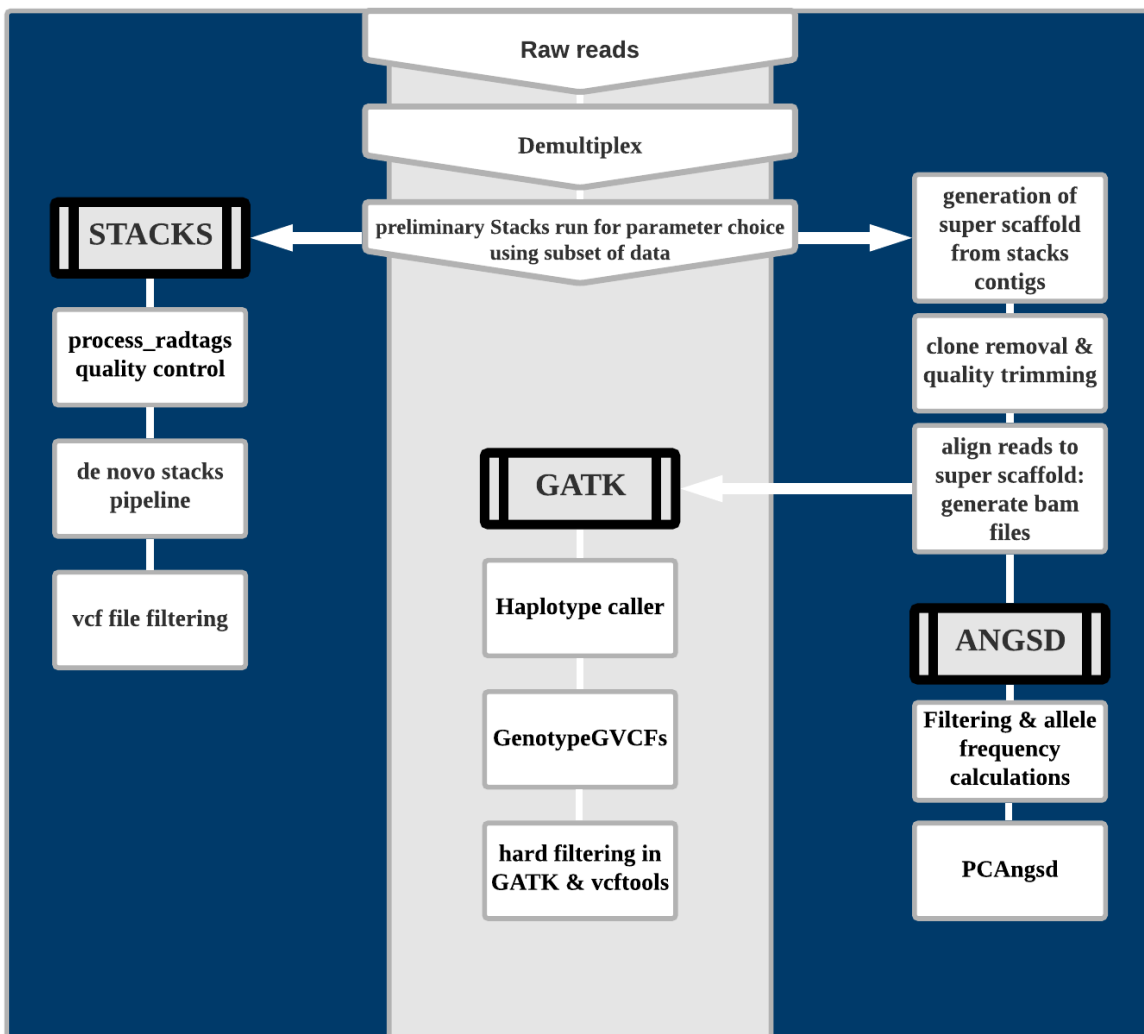 Raw reads
Demultiplex
preliminary Stacks run for parameter choice
using subset of data
STACKS
process_radtags
quality control
de novo stacks
pipeline
vcf file filtering
generation of
super scaffold
from stacks
contigs
clone removal &
quality trimming
align reads to
super scaffold:
generate bam
files
GATK
Haplotype caller
GenotypeGVCFs
hard filtering in
GATK & vcftools
ANGSD
Filtering & allele
frequency
calculations
PCAngsd